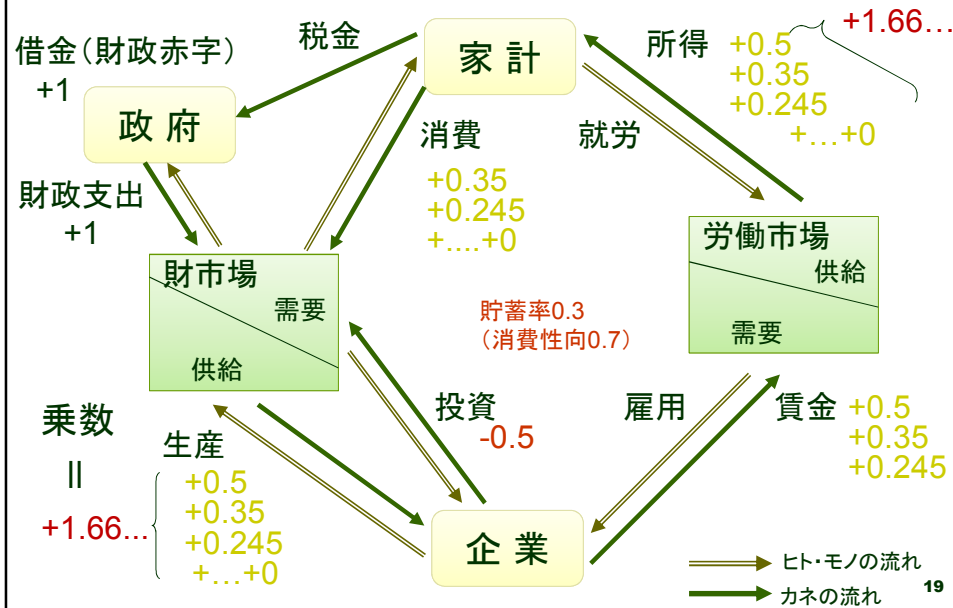 借金(財政赤字)
+1
税金
家 計
所得
+0.5
+0.35
+0.245
+…+0
+1.66…
政 府
消費
+0.35
+0.245
+....+0
就労
財政支出
+1
財市場
需要
供給
労働市場
供給
需要
貯蓄率0.3
(消費性向0.7)
投資
-0.5
雇用
賃金
+0.5
+0.35
+0.245
乗数
||
+1.66...
生産
+0.5
+0.35
+0.245
+…+0
企 業
ヒト・モノの流れ
カネの流れ
19